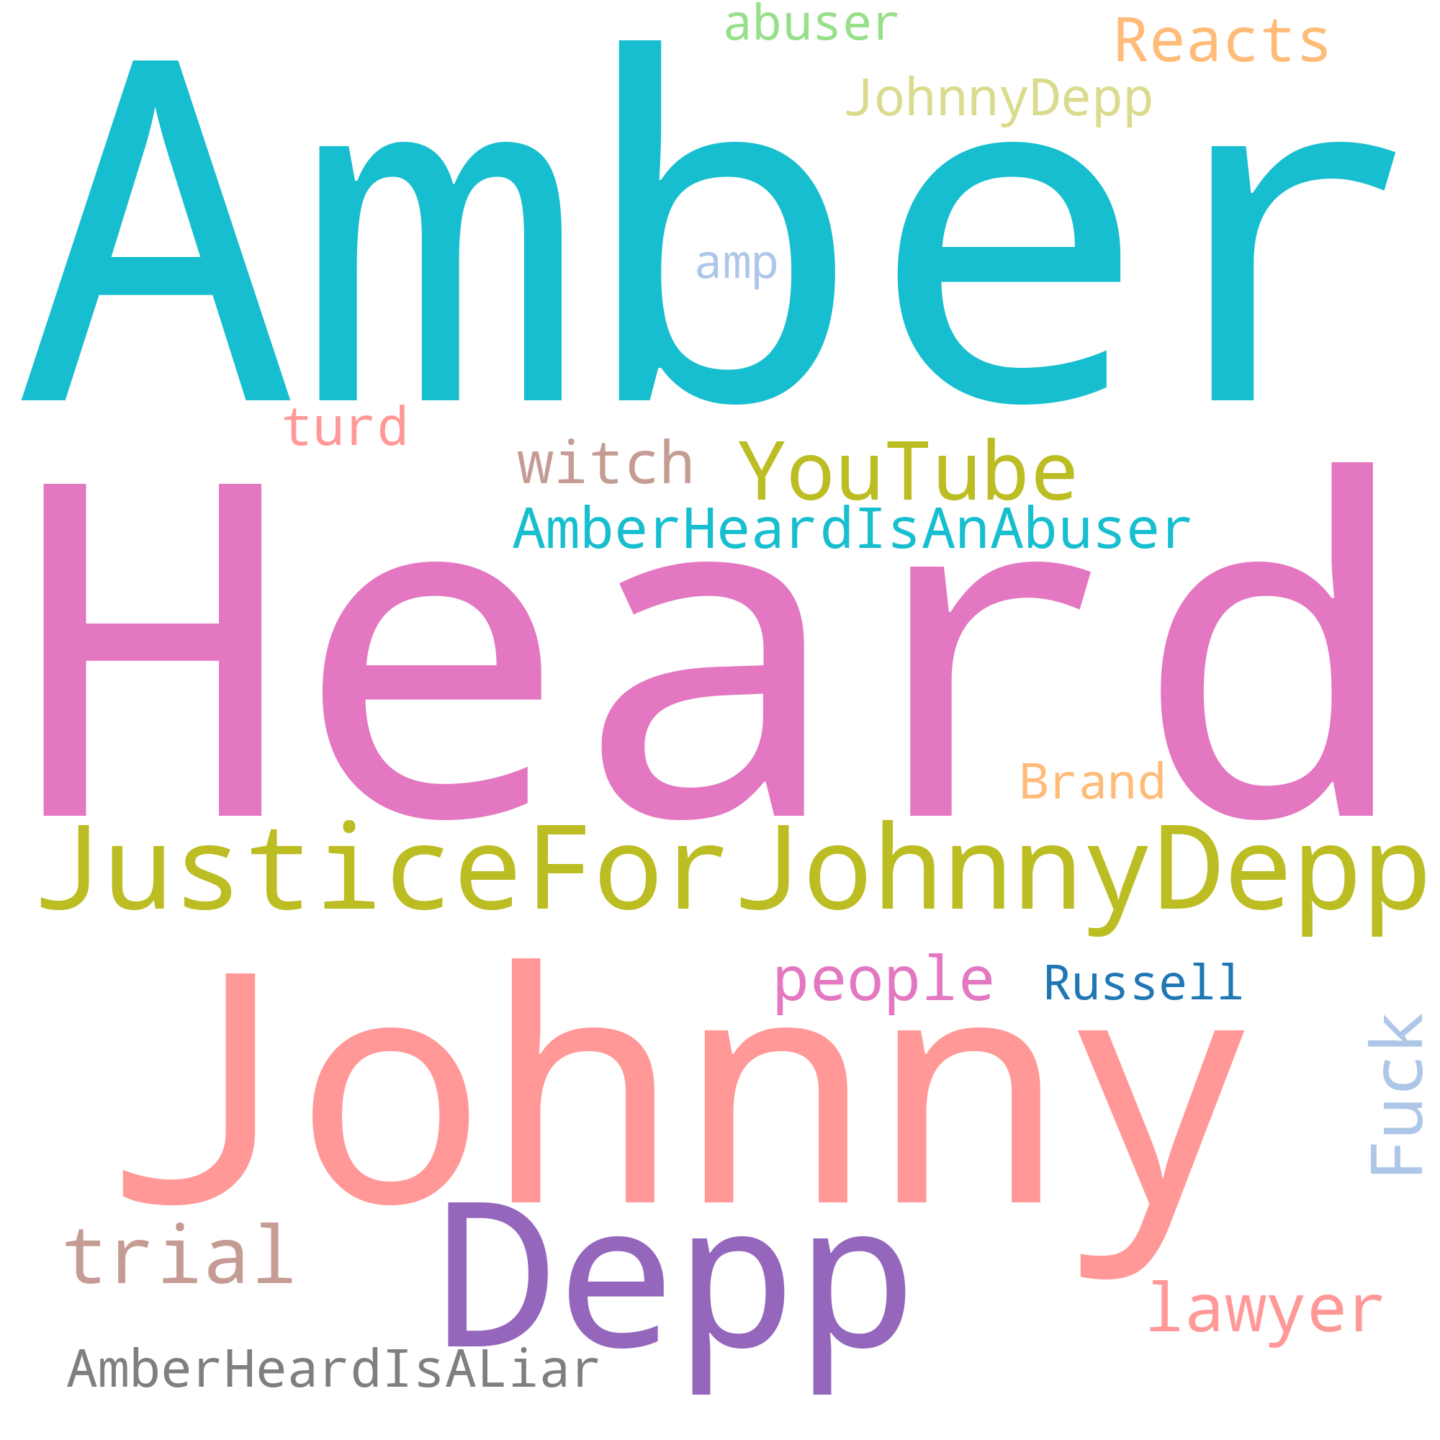 abuser
Reacts
JohnnyDepp
Amber
amp
turd
witch
YouTube
AmberHeardIsAnAbuser
Heard
Brand
JusticeForJohnnyDepp
people
Russell
Johnny
Fuck
trial
Depp
lawyer
AmberHeardIsALiar